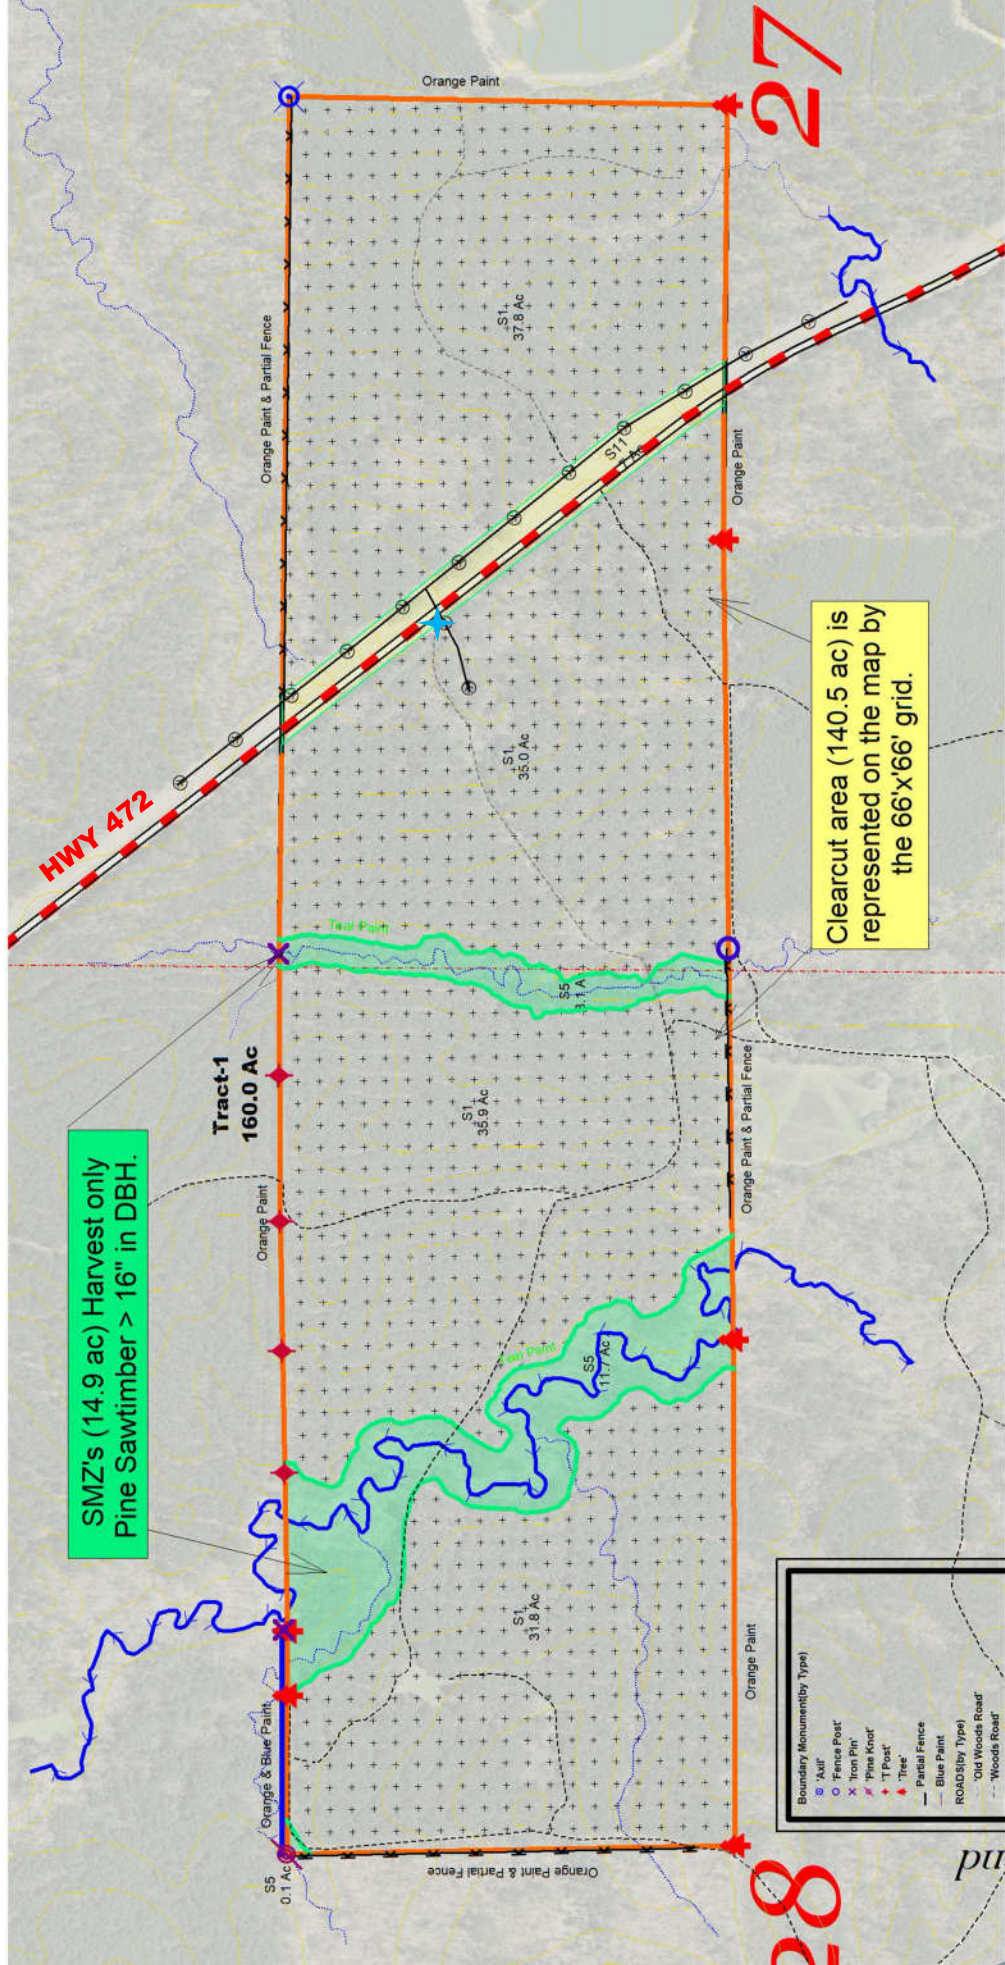 Orange Paint
27
Orange Paint & Partial Fence
S1
37.8 Ac
S11
Orange Paint
HWY 472
S1
35.0 Ac
Clearcut area (140.5 ac) is
represented on the map by
the 66'x'66' grid.
Teal Paint
S5
Tract-1
160.0 Ac
S1
35.9 Ac
Orange Paint & Partial Fence
SMZ's (14.9 ac) Harvest only
Pine Sawtimber > 16" in DBH.
Orange Paint
Paint
S5
11.7 Ac
S1
31.8 Ac
Orange Paint
Orange & Blue Paint
S5
0.1 Ac
Orange Paint & Partial Fence
28
Boundary Monument(by Type)
'Axil'
'Fence Post'
'Iron Pin'
'Pine Knot'
'T Post'
'Tree'
Partial Fence
Blue Paint
ROADS(by Type)
'Old Woods Road'
'Woods Road'